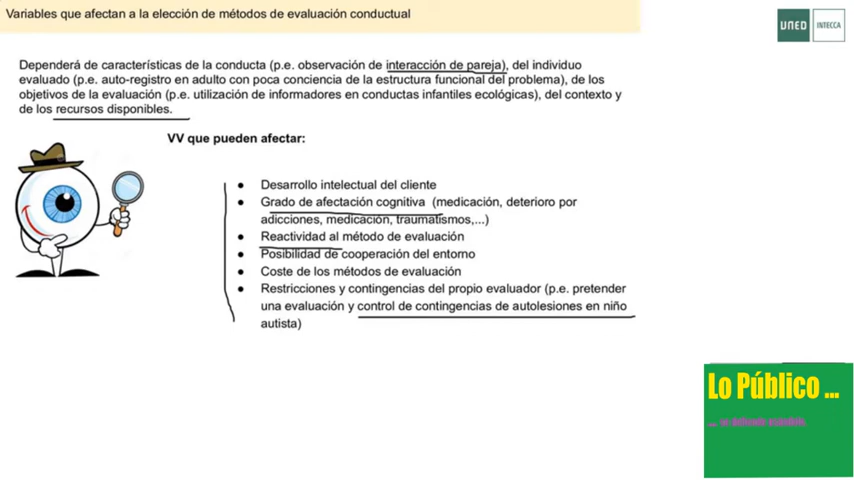 Variables que afectan a la elección de métodos de evaluación conductual
UNED
INTECCA
Dependerá de características de la conducta (p.e. observación de interacción de pareja), del individuo
evaluado (p.e. auto-registro en adulto con poca conciencia de la estructura funcional del problema), de los
objetivos de la evaluación (p.e. utilización de informadores en conductas infantiles ecológicas), del contexto y
de los recursos disponibles.
VV que pueden afectar:
● Desarrollo intelectual del cliente
● Grado de afectación cognitiva (medicación, deterioro por
adicciones, medicación, traumatismos,...)
● Reactividad al método de evaluación
● Posibilidad de cooperación del entorno
● Coste de los métodos de evaluación
● Restricciones y contingencias del propio evaluador (p.e. pretender
una evaluación y control de contingencias de autolesiones en niño
autista)
Lo Público ...